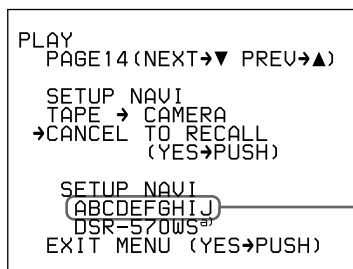 PLAY
PAGE14(NEXT→▼ PREV→▲)
SETUP NAVI
TAPE → CAMERA
→CANCEL TO RECALL
(YES→PUSH)
SETUP NAVI
ABCDEFGHIJ
DSR-570WSa)
EXIT MENU (YES→PUSH)